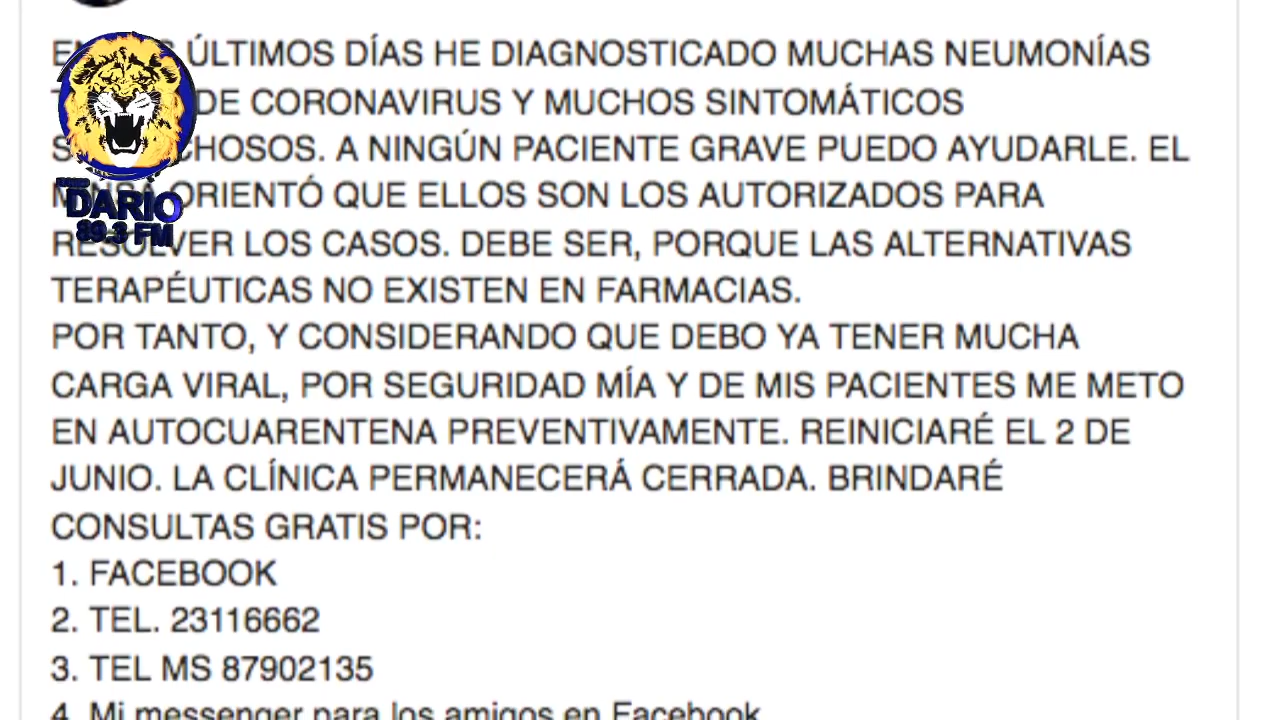 ÚLTIMOS DÍAS HE DIAGNOSTICADO MUCHAS NEUMONÍAS
DE CORONAVIRUS Y MUCHOS SINTOMÁTICOS
A NINGÚN PACIENTE GRAVE PUEDO AYUDARLE. EL
ORIENTÓ QUE ELLOS SON LOS AUTORIZADOS PARA
RESOLVER LOS CASOS. DEBE SER, PORQUE LAS ALTERNATIVAS
TERAPÉUTICAS NO EXISTEN EN FARMACIAS.
POR TANTO, Y CONSIDERANDO QUE DEBO YA TENER MUCHA
CARGA VIRAL, POR SEGURIDAD MÍA Y DE MIS PACIENTES ME METO
EN AUTOCUARENTENA PREVENTIVAMENTE. REINICIARÉ EL 2 DE
JUNIO. LA CLÍNICA PERMANECERÁ CERRADA. BRINDARÉ
CONSULTAS GRATIS POR:
1. FACEBOOK
2. TEL. 23116662
3. TEL MS 87902135
4. Mi messenger para los amigos en Facebook
DARIO
89.3 FM